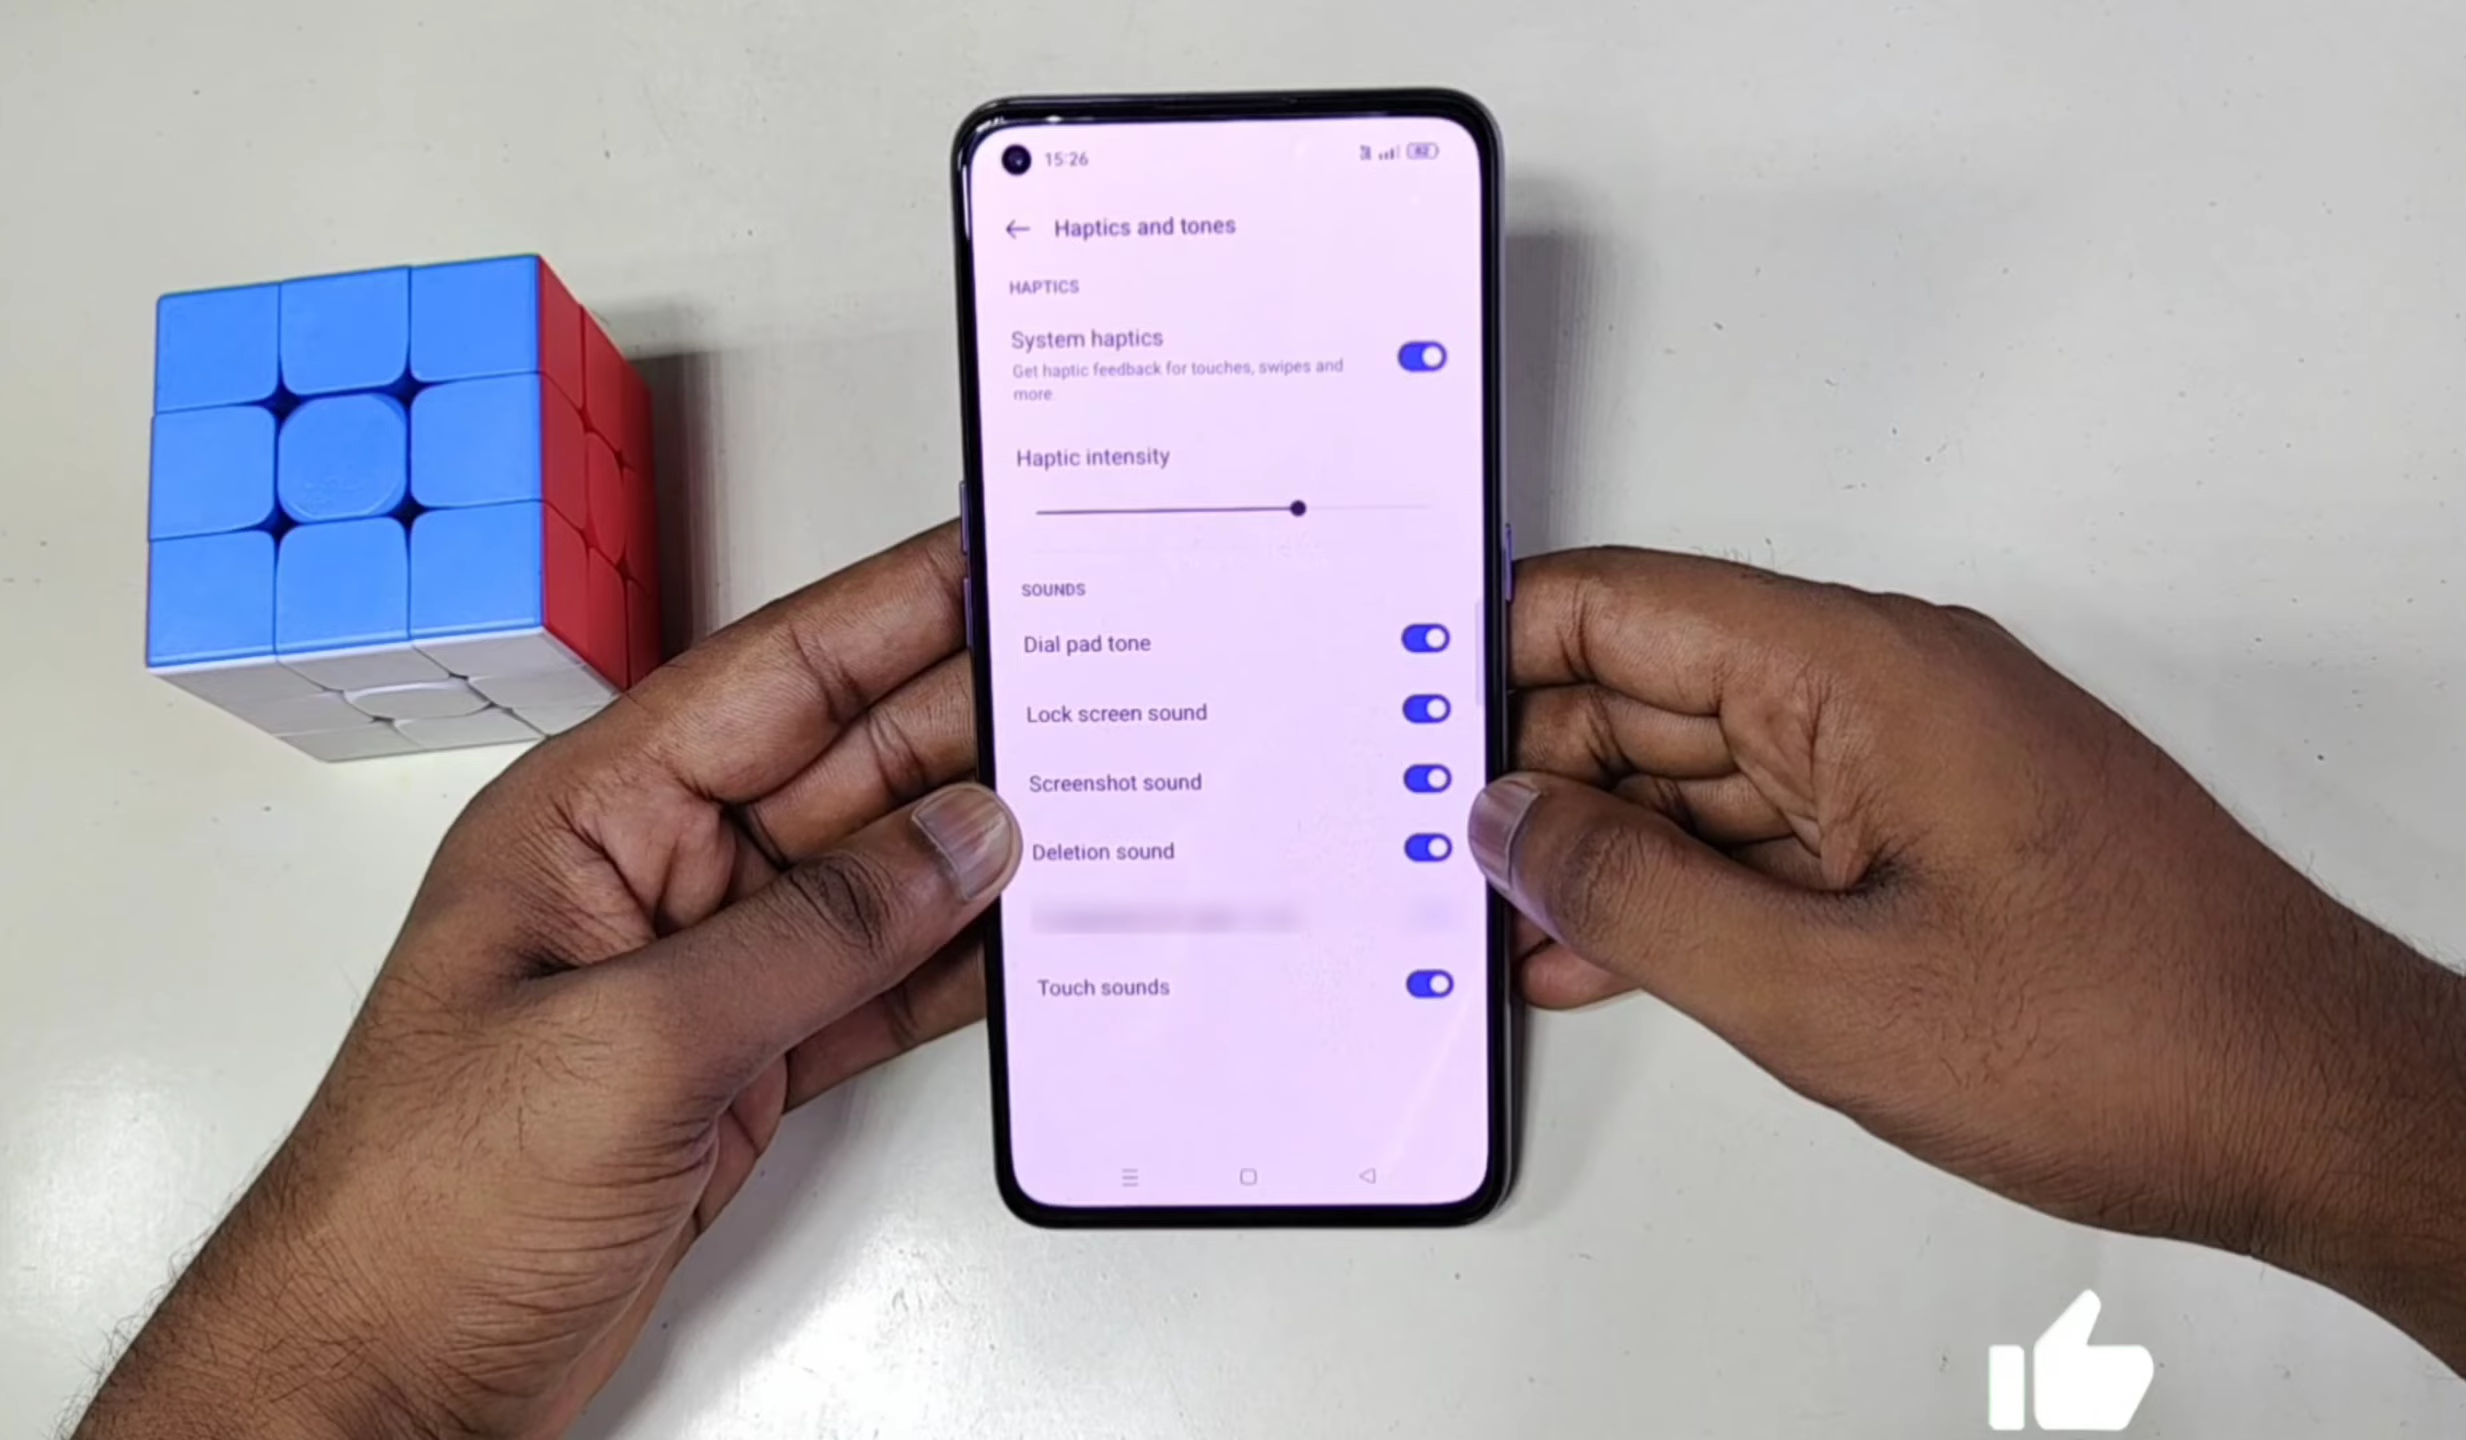 15:26
Haptics and tones
HAPTICS
System haptics
Get haptic feedback for touches, swipes and
more
Haptic intensity
SOUNDS
Dial pad tone
Lock screen sound
Screenshot sound
Deletion sound
Touch sounds